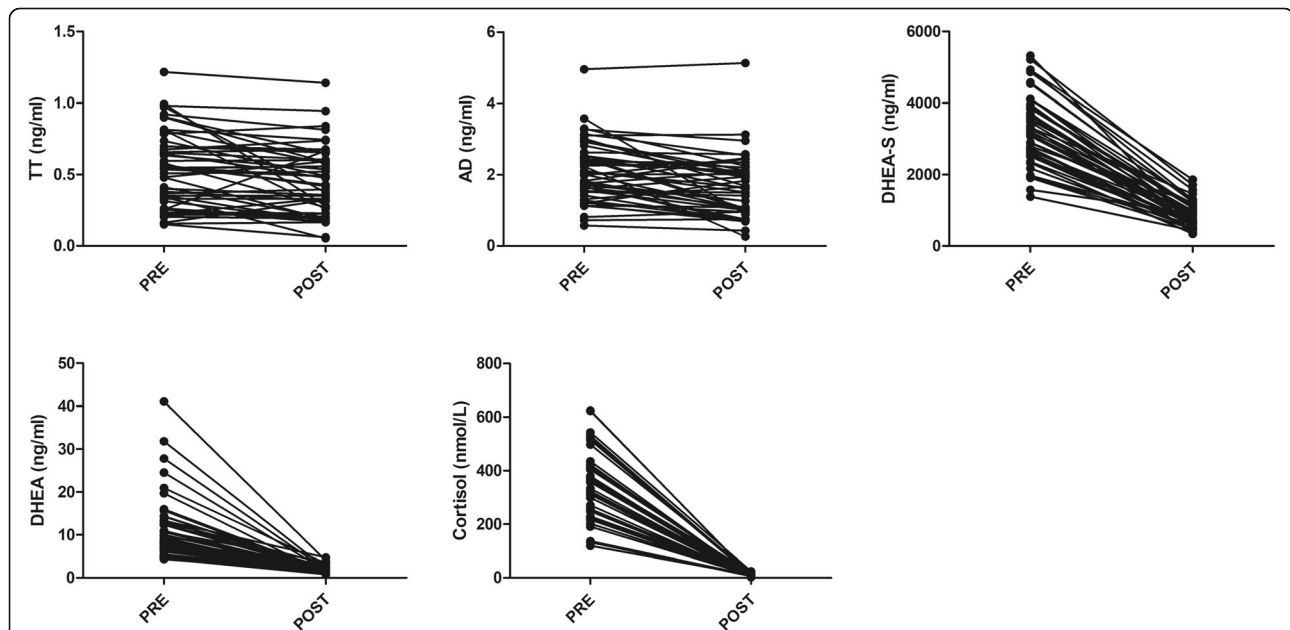 TT (ng/ml)
1.5
1.0
0.5
0.0
PRE
POST
AD (ng/ml)
6
4
2
0
PRE
POST
DHEA-S (ng/ml)
6000
4000
2000
0
PRE
POST
DHEA (ng/ml)
50
40
30
20
10
0
PRE
POST
Cortisol (nmol/L)
800
600
400
200
0
PRE
POST